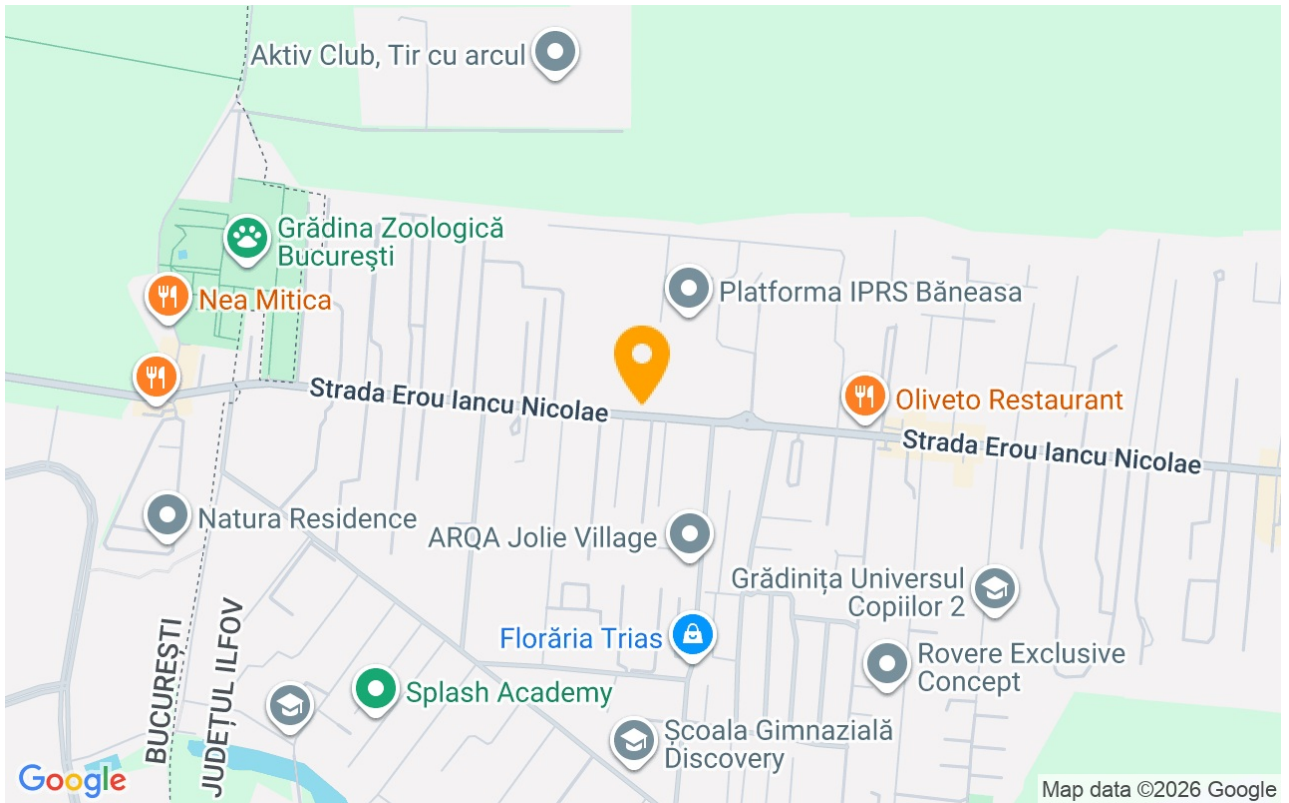 Aktiv Club, Tir cu arcul
Grădina Zoologică
București
Nea Mitica
Platforma IPRS Băneasa
Strada Erou Iancu Nicolae
Oliveto Restaurant
Strada Erou Iancu Nicolae
Natura Residence
ARQA Jolie Village
Grădinița Universul
Copiilor 2
BUCUREȘTI
JUDEȚUL ILFOV
Florăria Trias
Rovere Exclusive
Concept
Splash Academy
Școala Gimnazială
Discovery
Google
Map data ©2026 Google